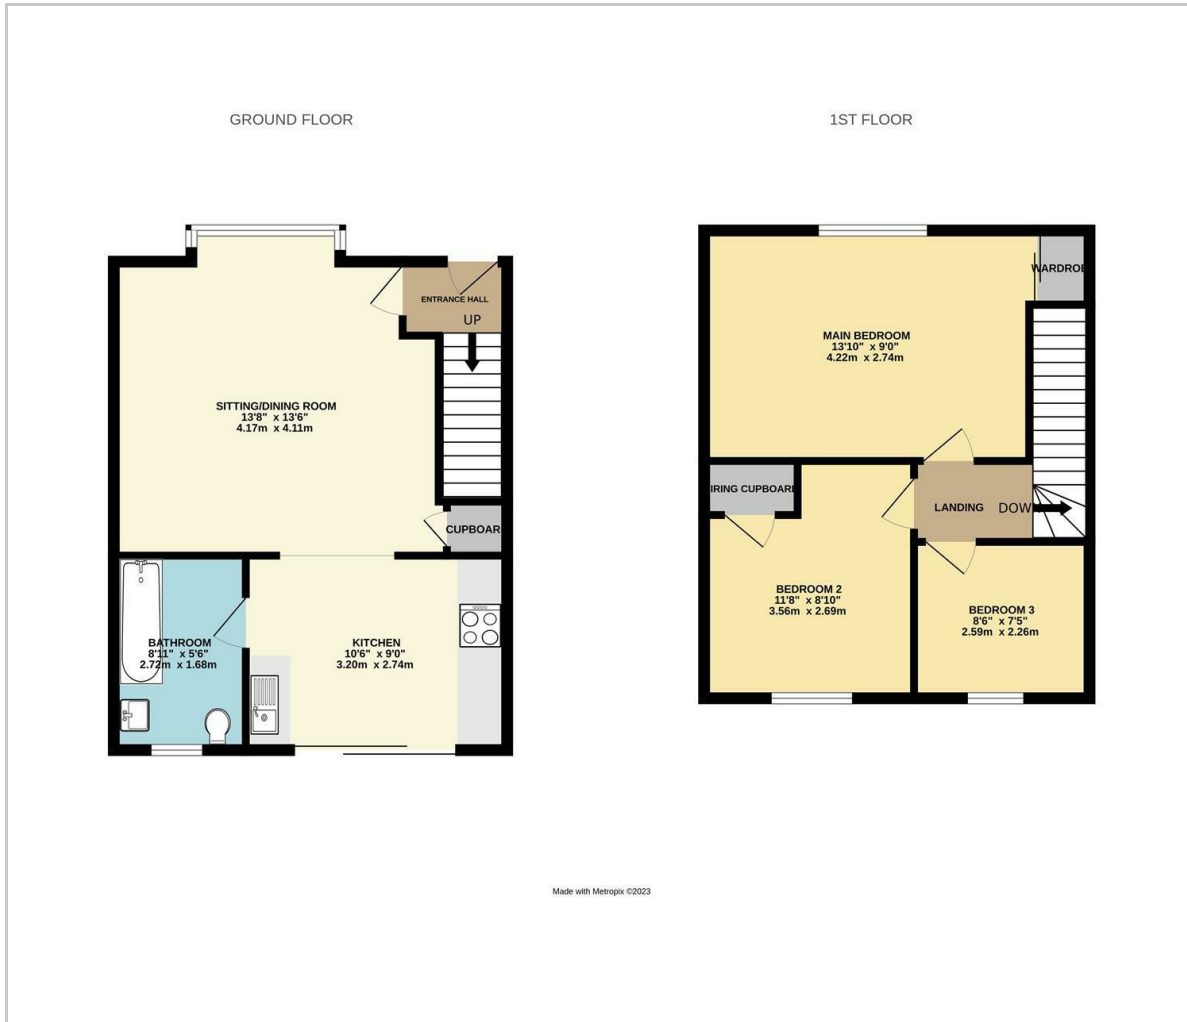 GROUND FLOOR
ENTRANCE HALL
UP
SITTING/DINING ROOM
13'8" x 13'6"
4.17m x 4.11m
CUPBOAR
BATHROOM
8'11" x 5'6"
2.72m x 1.68m
KITCHEN
10'6" x 9'0"
3.20m x 2.74m
1ST FLOOR
WARDROB
MAIN BEDROOM
13'10" x 9'0"
4.22m x 2.74m
IRING CUPBOARD
LANDING
DOW
BEDROOM 2
11'8" x 8'10"
3.56m x 2.69m
BEDROOM 3
8'6" x 7'5"
2.59m x 2.26m
Made with Metropix ©2023